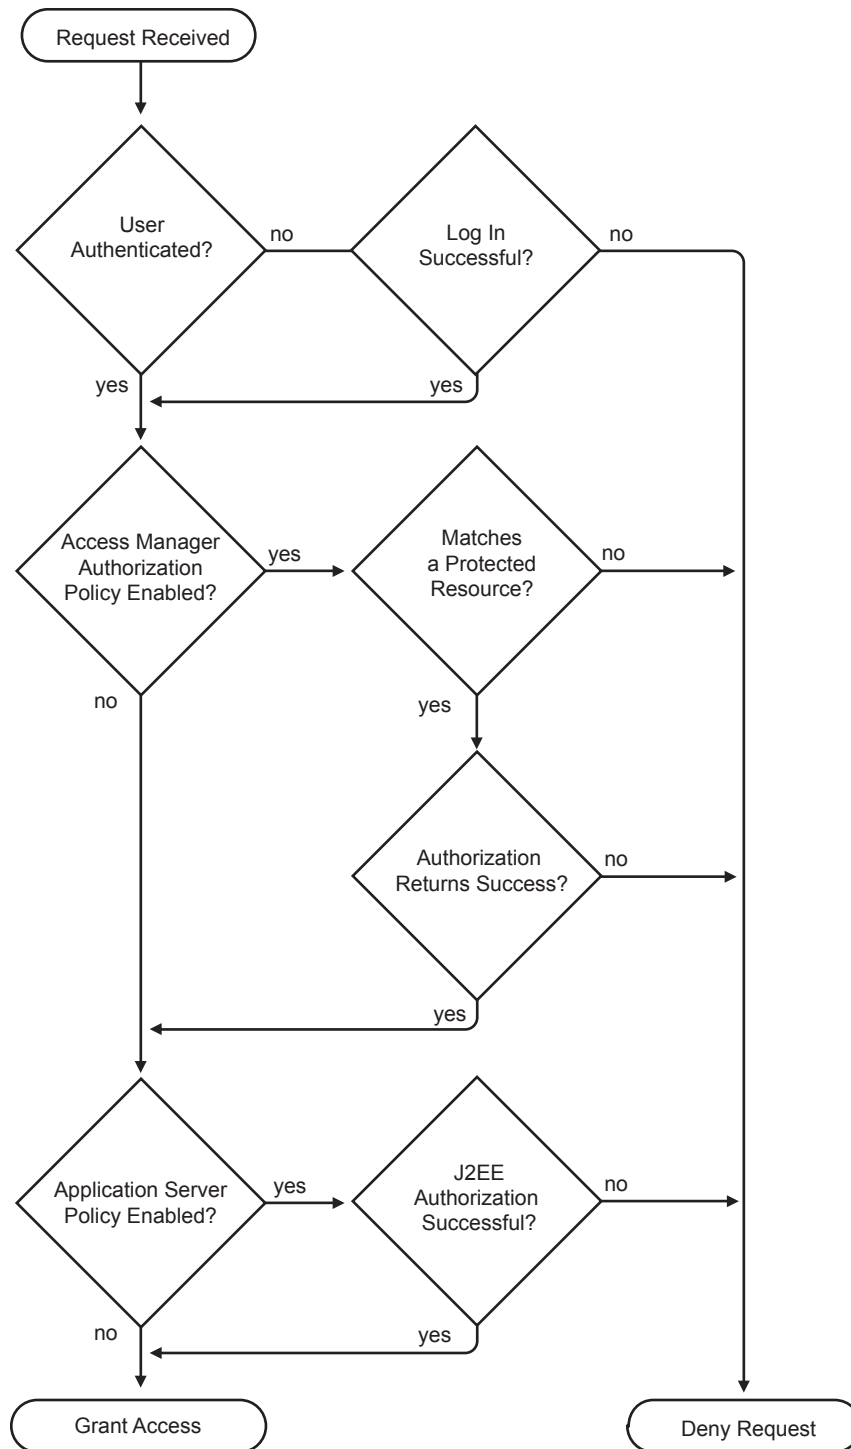 Request Received
User
Authenticated?
no
Log In
Successful?
no
yes
yes
Access Manager
Authorization
Policy Enabled?
yes
Matches
a Protected
Resource?
no
no
yes
Authorization
Returns Success?
no
yes
Application Server
Policy Enabled?
yes
J2EE
Authorization
Successful?
no
no
yes
Grant Access
Deny Request